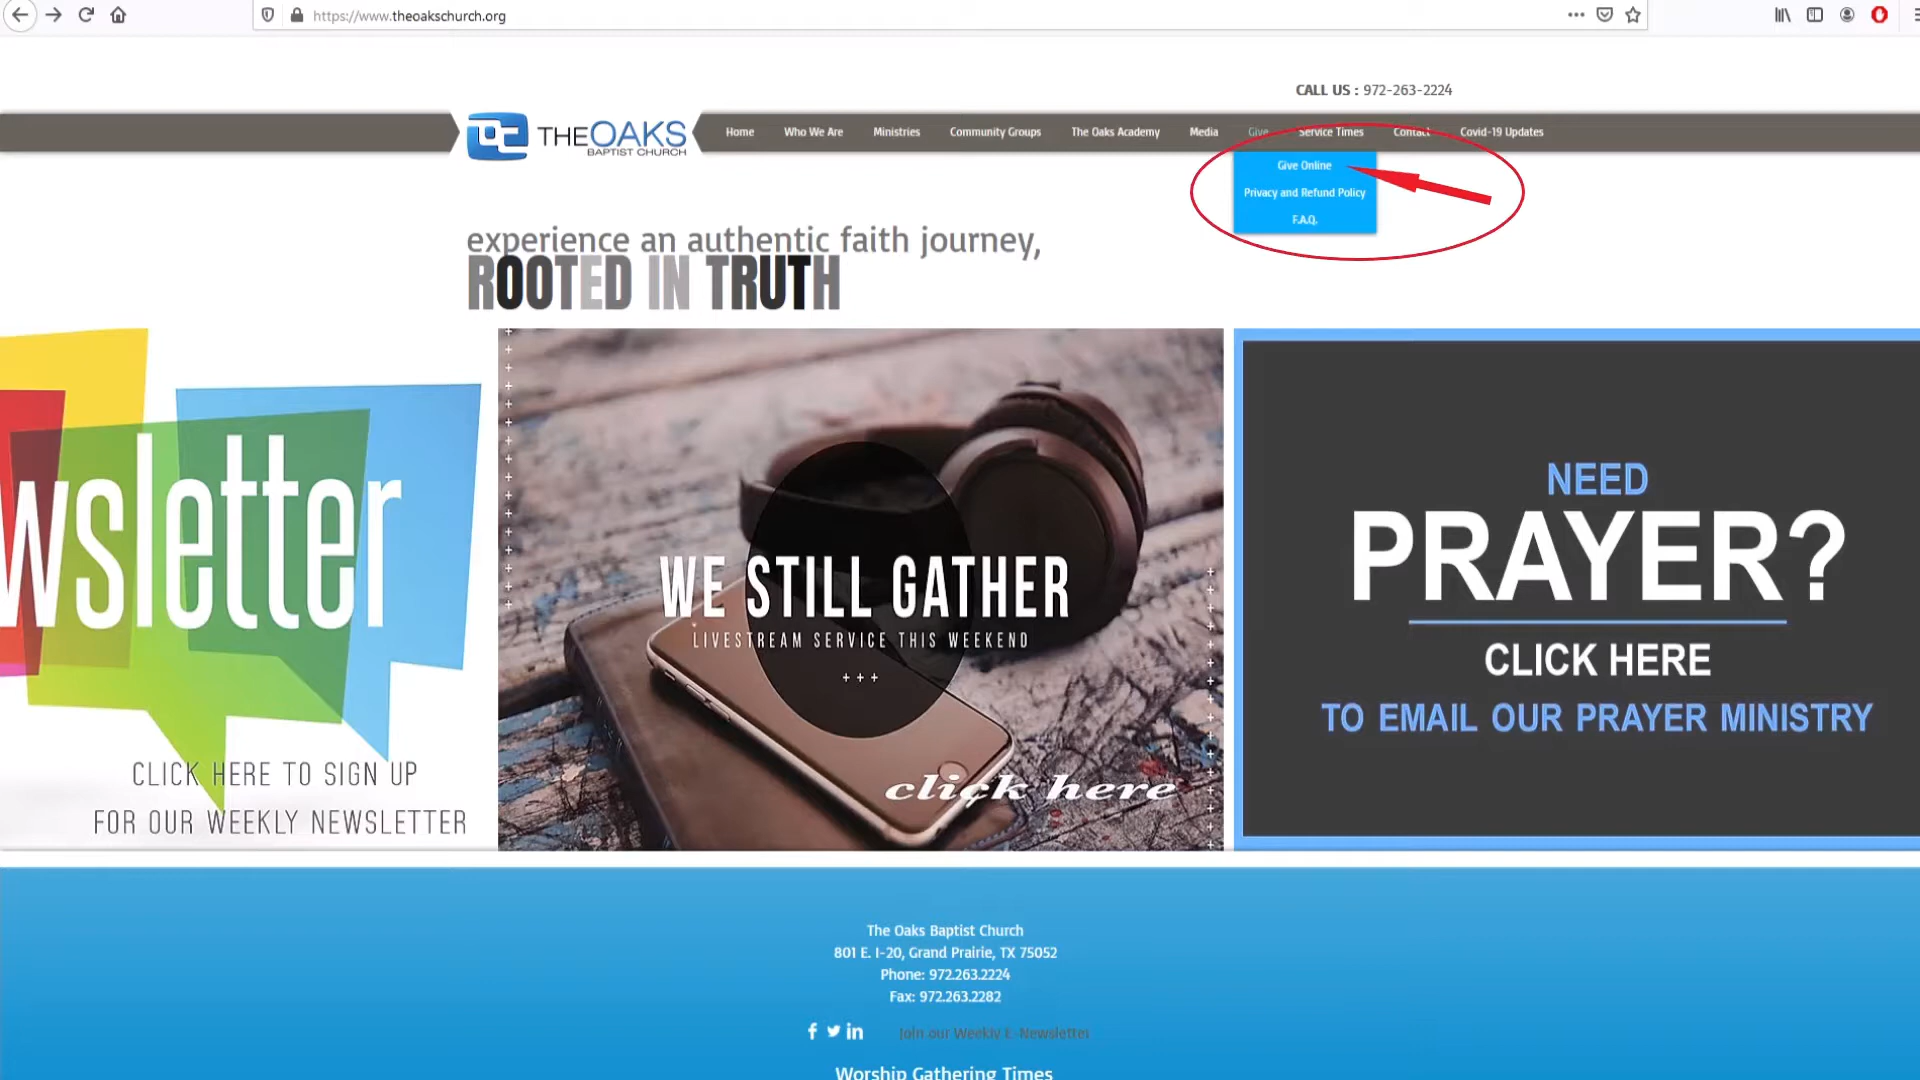 https://www.theoakschurch.org
CALL US : 972-263-2224
THEOAKS
BAPTIST CHURCH
Home Who We Are Ministries Community Groups The Oaks Academy Media Give Service Times Contact Covid-19 Updates
Give Online
Privacy and Refund Policy
F.A.Q.
experience an authentic faith journey,
ROOTED IN TRUTH
wsletter
CLICK HERE TO SIGN UP
FOR OUR WEEKLY NEWSLETTER
WE STILL GATHER
LIVESTREAM SERVICE THIS WEEKEND
+ + +
click here
NEED
PRAYER?
CLICK HERE
TO EMAIL OUR PRAYER MINISTRY
The Oaks Baptist Church
801 E. I-20, Grand Prairie, TX 75052
Phone: 972.263.2224
Fax: 972.263.2282
Join our Weekly E-Newsletter
Worship Gathering Times